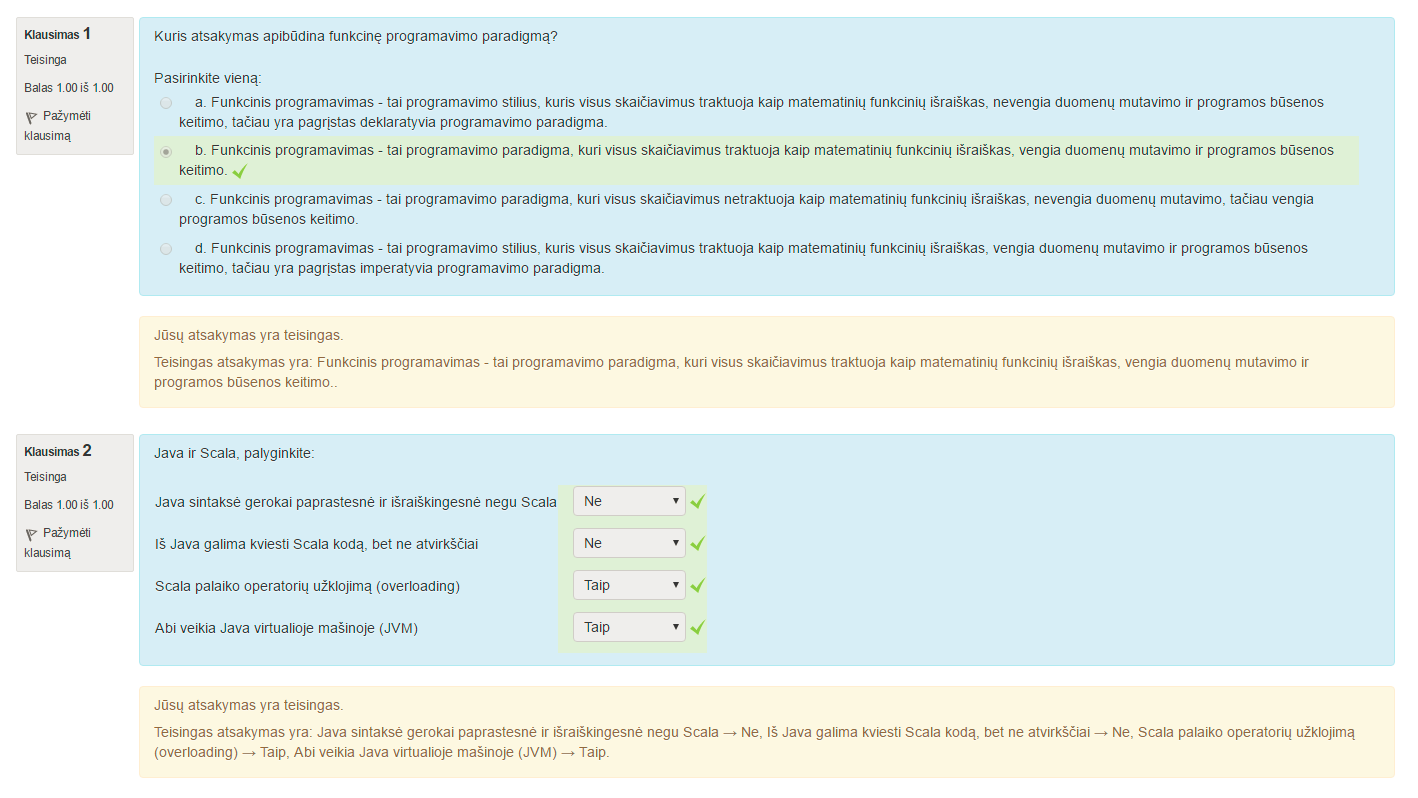 Klausimas 1
Teisinga
Balas 1.00 iš 1.00
Pažymėti
klausimą
Kuris atsakymas apibūdina funkcinę programavimo paradigmą?
Pasirinkite vieną:
a. Funkcinis programavimas - tai programavimo stilius, kuris visus skaičiavimus traktuoja kaip matematinių funkcinių išraiškas, nevengia duomenų mutavimo ir programos būsenos
keitimo, tačiau yra pagrįstas deklaratyvia programavimo paradigma.
b. Funkcinis programavimas - tai programavimo paradigma, kuri visus skaičiavimus traktuoja kaip matematinių funkcinių išraiškas, vengia duomenų mutavimo ir programos būsenos
keitimo.
c. Funkcinis programavimas - tai programavimo paradigma, kuri visus skaičiavimus netraktuoja kaip matematinių funkcinių išraiškas, nevengia duomenų mutavimo, tačiau vengia
programos būsenos keitimo.
d. Funkcinis programavimas - tai programavimo stilius, kuris visus skaičiavimus traktuoja kaip matematinių funkcinių išraiškas, vengia duomenų mutavimo ir programos būsenos
keitimo, tačiau yra pagrįstas imperatyvia programavimo paradigma.
Jūsų atsakymas yra teisingas.
Teisingas atsakymas yra: Funkcinis programavimas - tai programavimo paradigma, kuri visus skaičiavimus traktuoja kaip matematinių funkcinių išraiškas, vengia duomenų mutavimo ir
programos būsenos keitimo..
Klausimas 2
Teisinga
Balas 1.00 iš 1.00
Pažymėti
klausimą
Java ir Scala, palyginkite:
Java sintaksė gerokai paprastesnė ir išraiškingesnė negu Scala Ne
Iš Java galima kviesti Scala kodą, bet ne atvirkščiai Ne
Scala palaiko operatorių užklojimą (overloading) Taip
Abi veikia Java virtualioje mašinoje (JVM) Taip
Jūsų atsakymas yra teisingas.
Teisingas atsakymas yra: Java sintaksė gerokai paprastesnė ir išraiškingesnė negu Scala → Ne, Iš Java galima kviesti Scala kodą, bet ne atvirkščiai → Ne, Scala palaiko operatorių užklojimą
(overloading) → Taip, Abi veikia Java virtualioje mašinoje (JVM) → Taip.